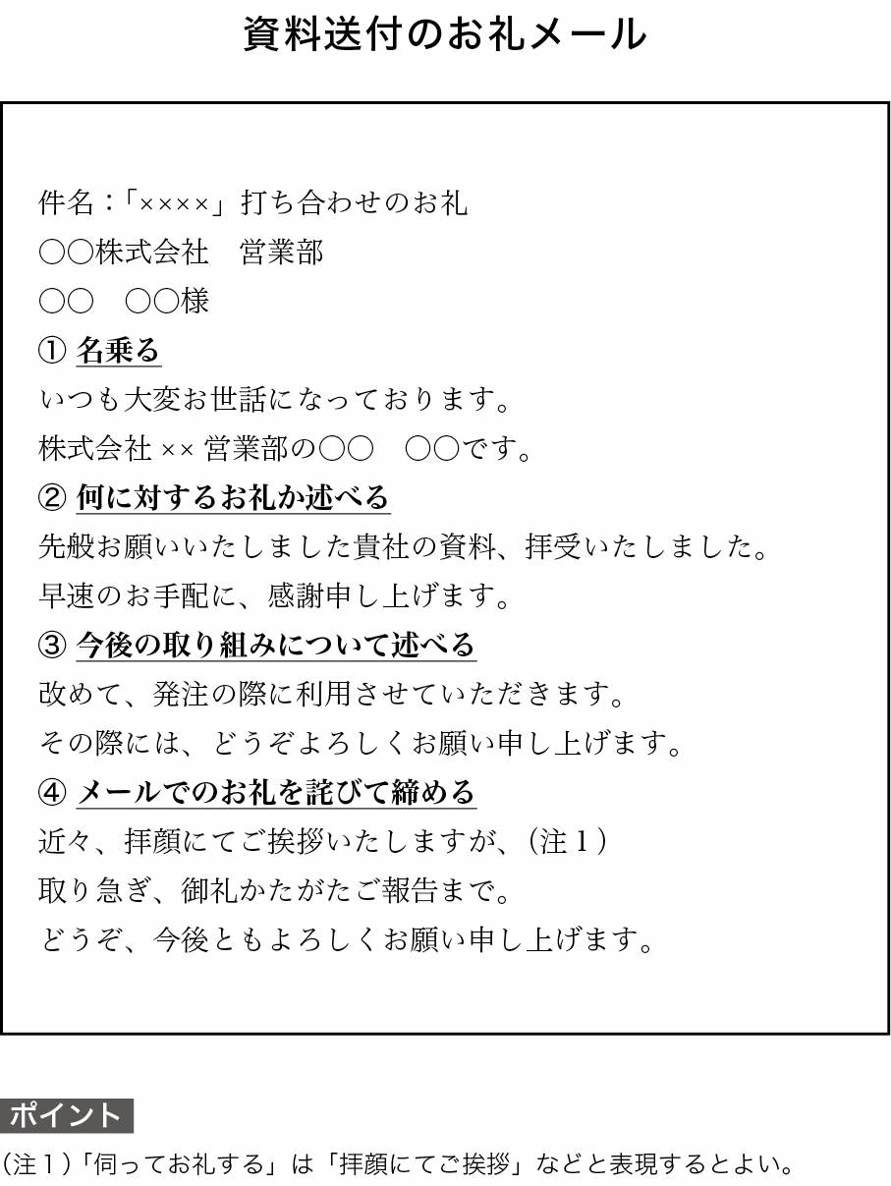 資料送付のお礼メール
件名：「××××」打ち合わせのお礼
〇〇株式会社　営業部
〇〇　〇〇様
① 名乗る
いつも大変お世話になっております。
株式会社 ×× 営業部の〇〇　〇〇です。
② 何に対するお礼か述べる
先般お願いいたしました貴社の資料、拝受いたしました。
早速のお手配に、感謝申し上げます。
③ 今後の取り組みについて述べる
改めて、発注の際に利用させていただきます。
その際には、どうぞよろしくお願い申し上げます。
④ メールでのお礼を詫びて締める
近々、拝顔にてご挨拶いたしますが、（注１）
取り急ぎ、御礼かたがたご報告まで。
どうぞ、今後ともよろしくお願い申し上げます。
ポイント
（注１）「伺ってお礼する」は「拝顔にてご挨拶」などと表現するとよい。